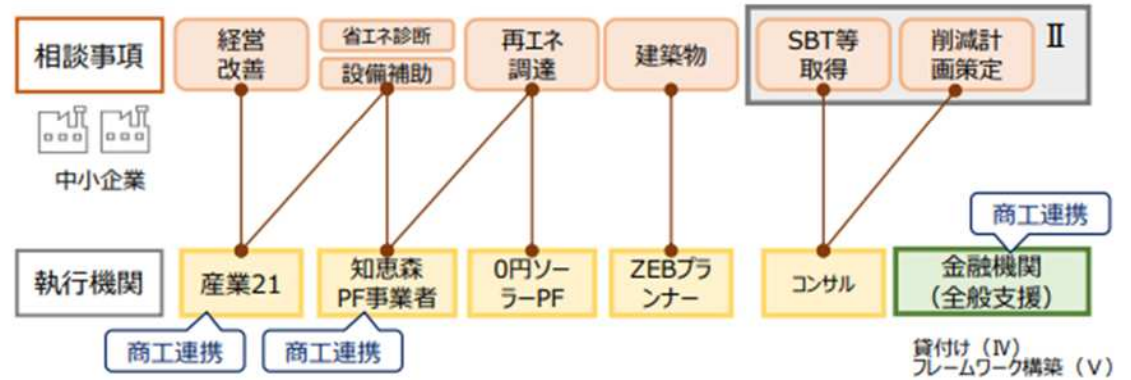 相談事項
経営
改善
省エネ診断
設備補助
再エネ
調達
建築物
SBT等
取得
削減計
画策定
Ⅱ
中小企業
商工連携
執行機関
産業21
知恵森
PF事業者
0円ソー
ラーPF
ZEBプラ
ンナー
コンサル
金融機関
(全般支援)
商工連携
商工連携
貸付け(Ⅳ)
フレームワーク構築(Ⅴ)